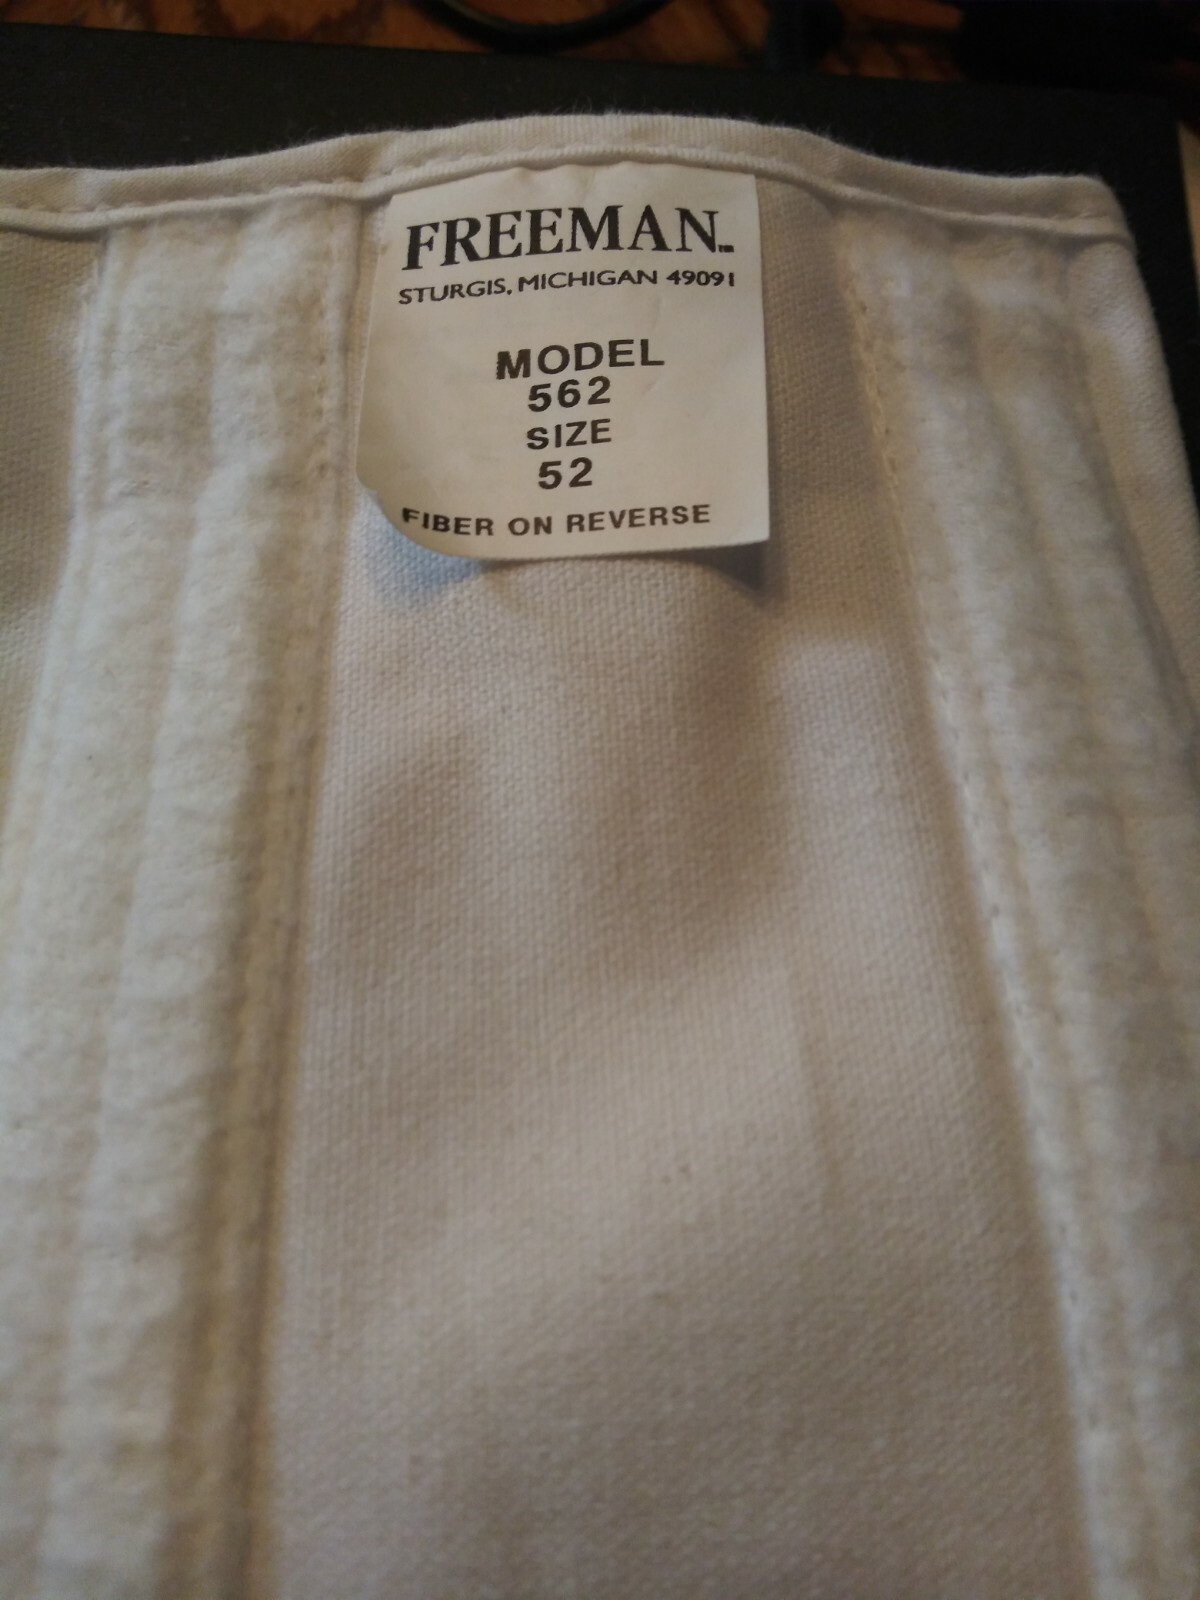 FREEMAN™
STURGIS, MICHIGAN 49091
MODEL
562
SIZE
52
FIBER ON REVERSE